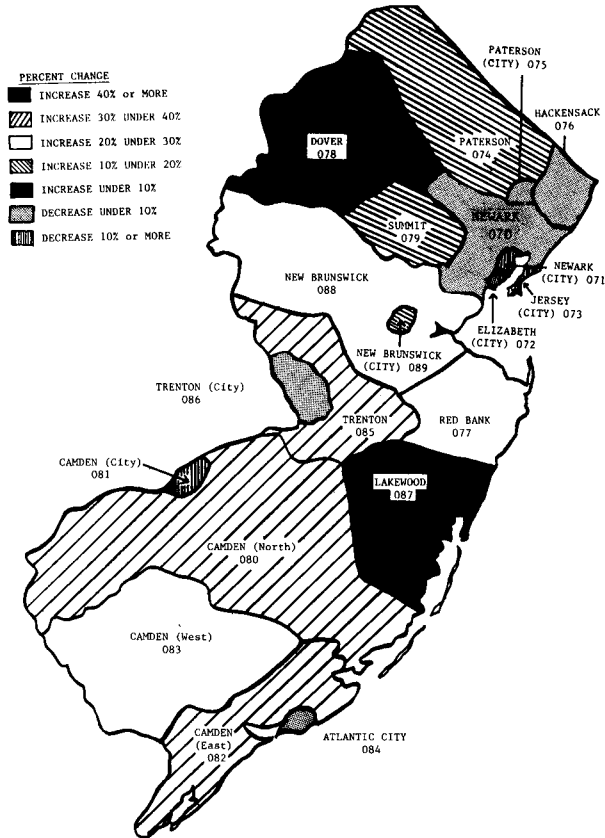 PERCENT CHANGE
INCREASE 40% or MORE
INCREASE 30% UNDER 40%
INCREASE 20% UNDER 30%
INCREASE 10% UNDER 20%
INCREASE UNDER 10%
DECREASE UNDER 10%
DECREASE 10% or MORE
PATERSON
(CITY) 075
HACKENSACK
076
DOVER
078
PATERSON
074
SUMMIT
079
NEWARK
070
NEW BRUNSWICK
088
NEWARK
(CITY) 071
JERSEY
(CITY) 073
ELIZABETH
(CITY) 072
NEW BRUNSWICK
(CITY) 089
TRENTON (City)
086
TRENTON
085
RED BANK
077
CAMDEN (City)
081
LAKEWOOD
087
CAMDEN (North)
080
CAMDEN (West)
083
CAMDEN
(East)
082
ATLANTIC CITY
084